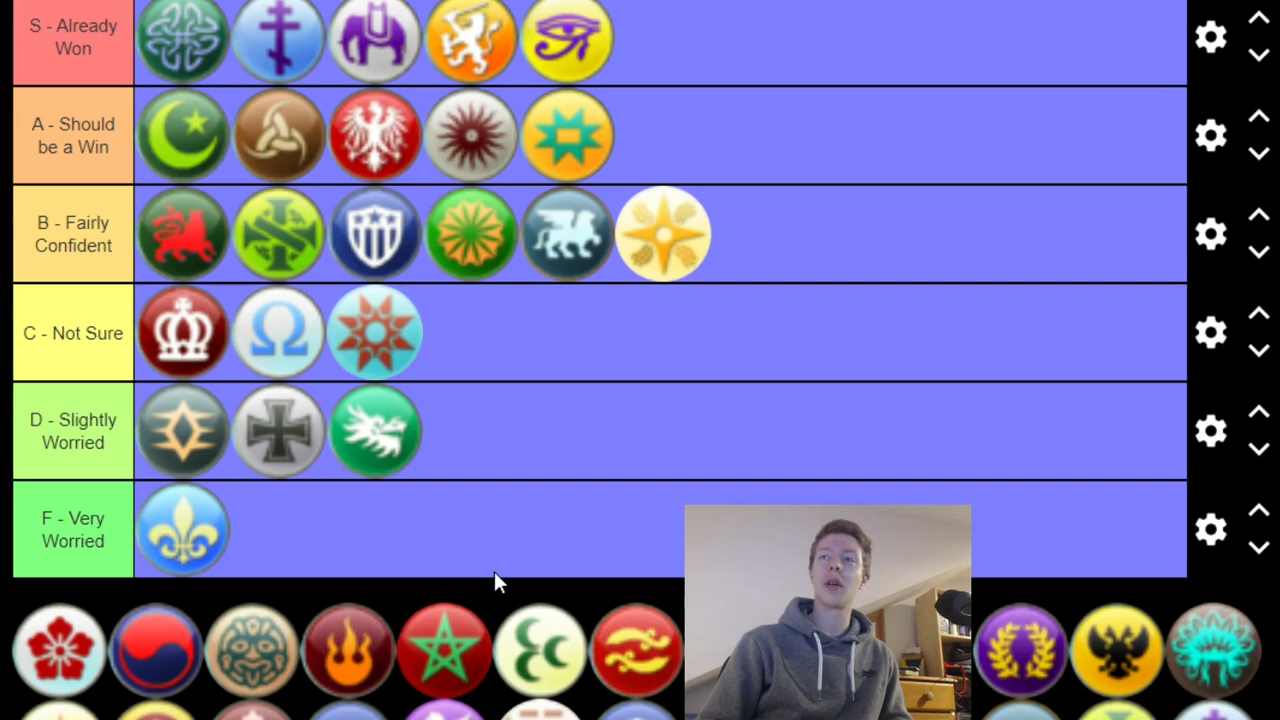 S - Already
Won
A - Should
be a Win
B - Fairly
Confident
C - Not Sure
D - Slightly
Worried
F - Very
Worried